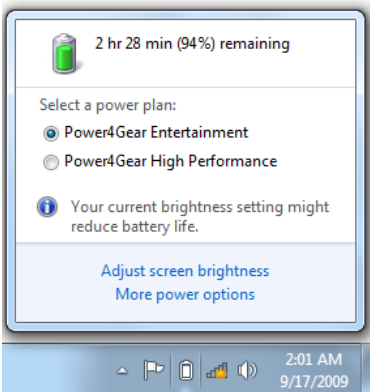 2 hr 28 min (94%) remaining
Select a power plan:
Power4Gear Entertainment
Power4Gear High Performance
Your current brightness setting might
reduce battery life.
Adjust screen brightness
More power options
2:01 AM
9/17/2009